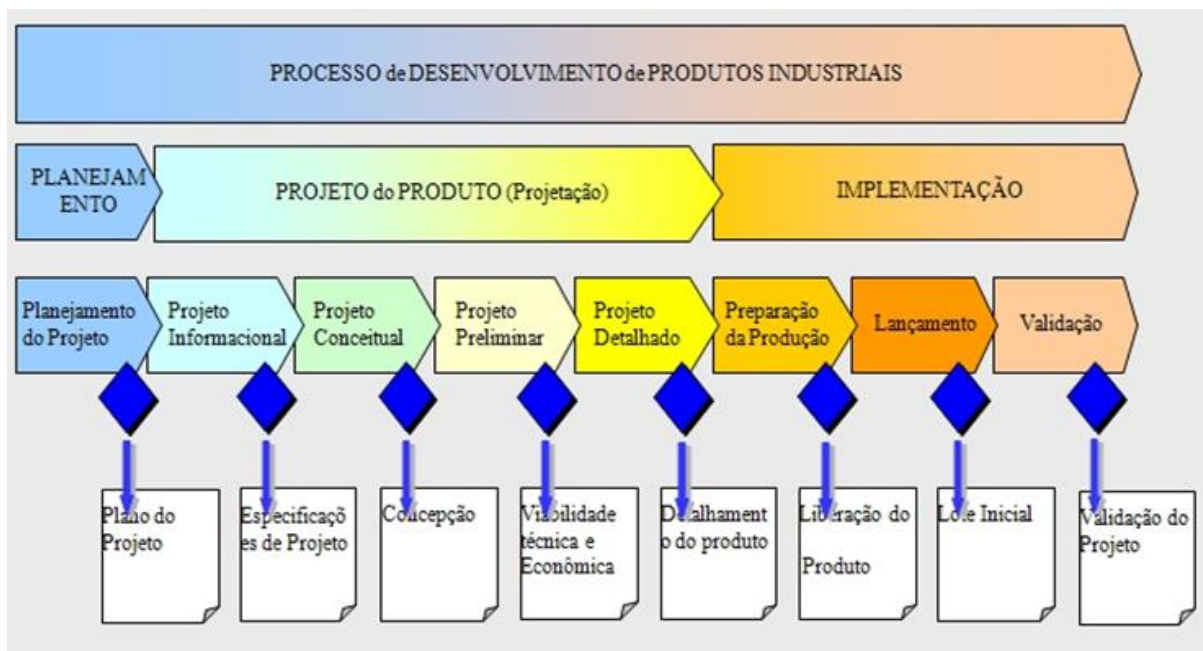 PROCESSO de DESENVOLVIMENTO de PRODUTOS INDUSTRIAIS
PLANEJAM
ENTO
PROJETO do PRODUTO (Projetação)
IMPLEMENTAÇÃO
Planejamento
do Projeto
Projeto
Informacional
Projeto
Conceitual
Projeto
Preliminar
Projeto
Detalhado
Preparação
da Produção
Lançamento
Validação
Plano do
Projeto
Especificaçõ
es de Projeto
Concepção
Viabilidade
técnica e
Econômica
Detalhament
o do produto
Liberação do
Produto
Lote Inicial
Validação do
Projeto